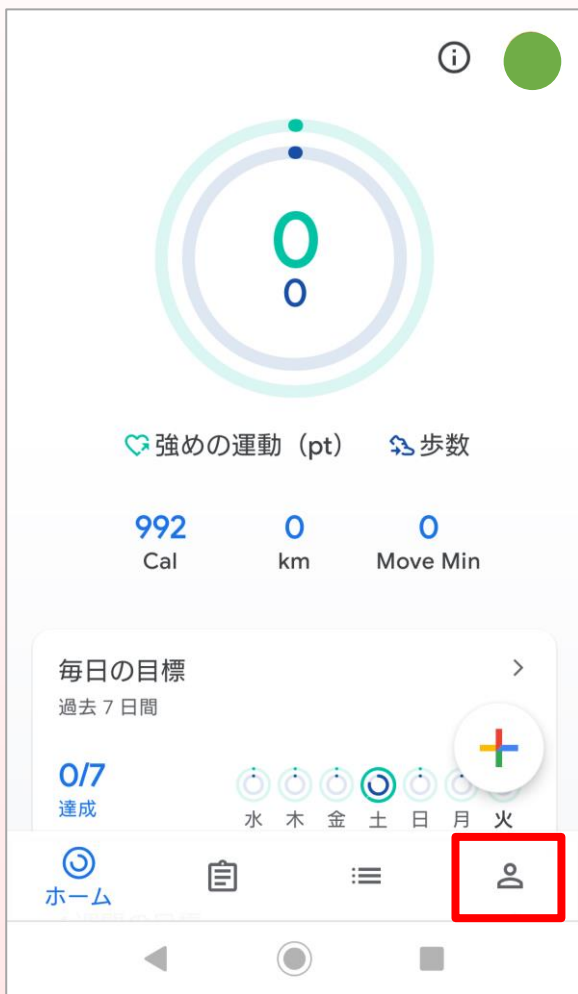 0
0
強めの運動（pt） 歩数
992 0 0
Cal km Move Min
毎日の目標
過去 7 日間
0/7
達成
水 木 金 土 日 月 火
ホーム